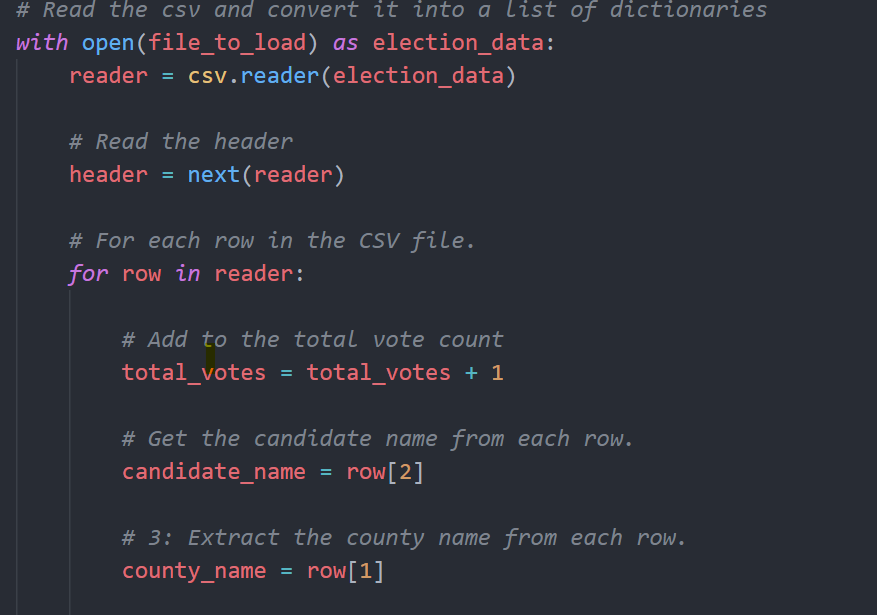 # Read the csv and convert it into a list of dictionaries
with open(file_to_load) as election_data:
    reader = csv.reader(election_data)
    # Read the header
    header = next(reader)
    # For each row in the CSV file.
    for row in reader:
        # Add to the total vote count
        total_votes = total_votes + 1
        # Get the candidate name from each row.
        candidate_name = row[2]
        # 3: Extract the county name from each row.
        county_name = row[1]